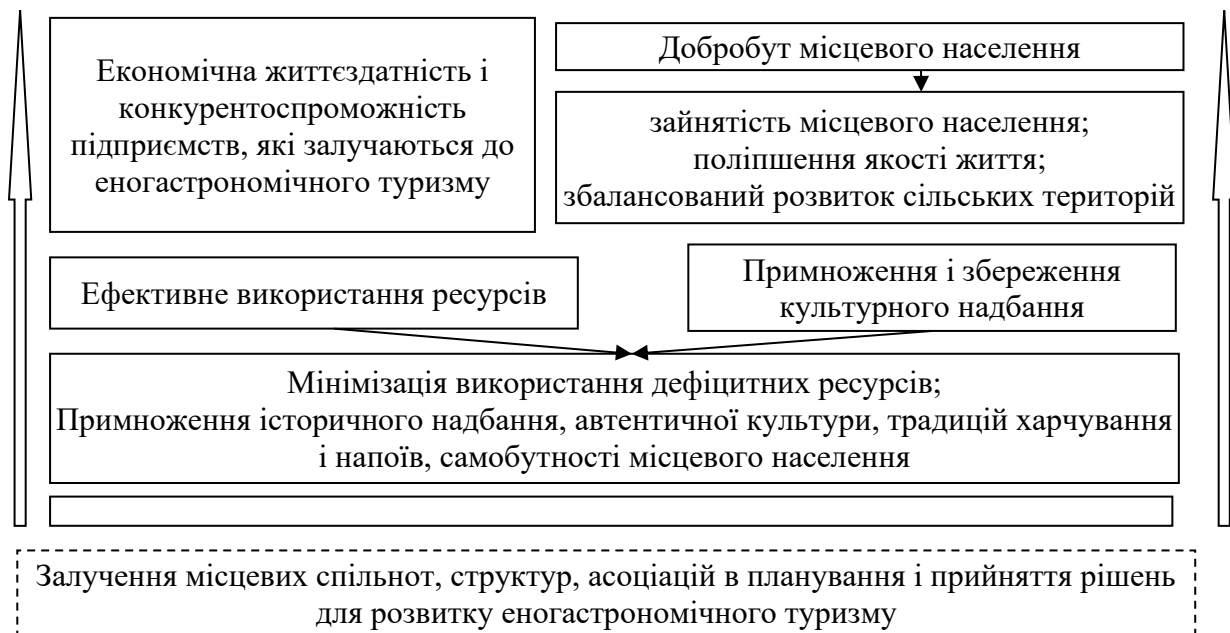 Економічна життєздатність і
конкурентоспроможність
підприємств, які залучаються до
еногастрономічного туризму
Добробут місцевого населення
зайнятість місцевого населення;
поліпшення якості життя;
збалансований розвиток сільських територій
Ефективне використання ресурсів
Примноження і збереження
культурного надбання
Мінімізація використання дефіцитних ресурсів;
Примноження історичного надбання, автентичної культури, традицій харчування
і напоїв, самобутності місцевого населення
Залучення місцевих спільнот, структур, асоціацій в планування і прийняття рішень
для розвитку еногастрономічного туризму